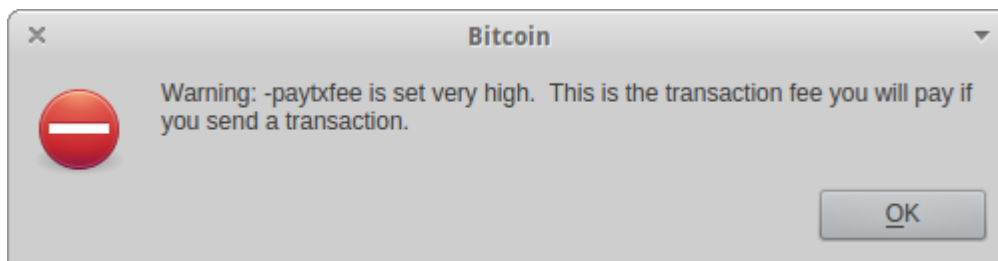 Bitcoin
Warning: -paytxfee is set very high.  This is the transaction fee you will pay if
you send a transaction.
OK